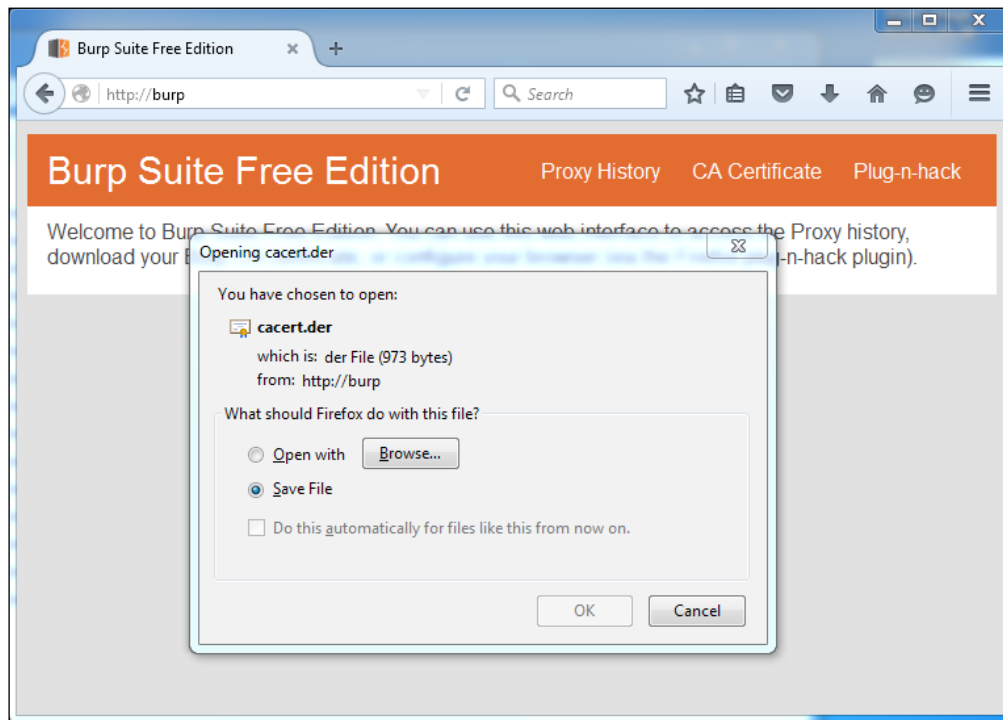 Burp Suite Free Edition
http://burp
Search
Burp Suite Free Edition Proxy History CA Certificate Plug-n-hack
Welcome to Burp Suite Free Edition. You can use this web interface to access the Proxy history,
download your -n-hack plugin).
Opening cacert.der
You have chosen to open:
cacert.der
which is: der File (973 bytes)
from: http://burp
What should Firefox do with this file?
Open with Browse...
Save File
Do this automatically for files like this from now on.
OK Cancel